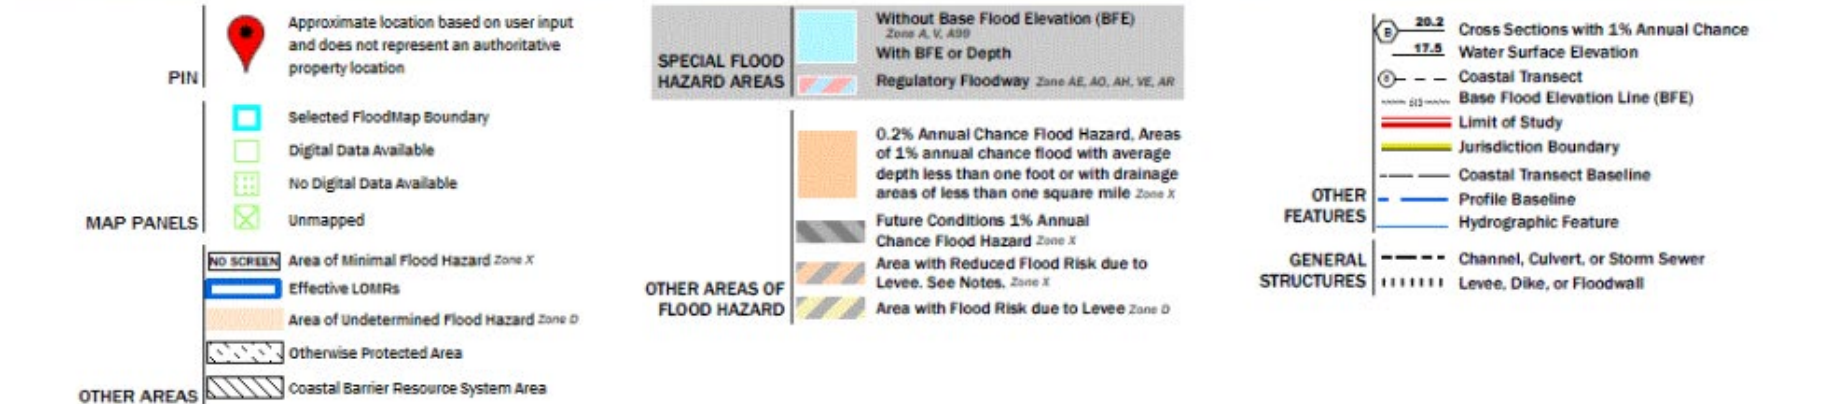 PIN
Approximate location based on user input
and does not represent an authoritative
property location
MAP PANELS
Selected FloodMap Boundary
Digital Data Available
No Digital Data Available
Unmapped
OTHER AREAS
NO SCREEN Area of Minimal Flood Hazard Zone X
Effective LOMRs
Area of Undetermined Flood Hazard Zone D
Otherwise Protected Area
Coastal Barrier Resource System Area
SPECIAL FLOOD
HAZARD AREAS
Without Base Flood Elevation (BFE)
Zone A, V, A99
With BFE or Depth
Regulatory Floodway Zone AE, AO, AH, VE, AR
OTHER AREAS OF
FLOOD HAZARD
0.2% Annual Chance Flood Hazard, Areas
of 1% annual chance flood with average
depth less than one foot or with drainage
areas of less than one square mile Zone X
Future Conditions 1% Annual
Chance Flood Hazard Zone X
Area with Reduced Flood Risk due to
Levee. See Notes. Zone X
Area with Flood Risk due to Levee Zone D
OTHER
FEATURES
B 20.2 Cross Sections with 1% Annual Chance
17.5 Water Surface Elevation
Coastal Transect
Base Flood Elevation Line (BFE)
Limit of Study
Jurisdiction Boundary
Coastal Transect Baseline
Profile Baseline
Hydrographic Feature
GENERAL
STRUCTURES
Channel, Culvert, or Storm Sewer
Levee, Dike, or Floodwall